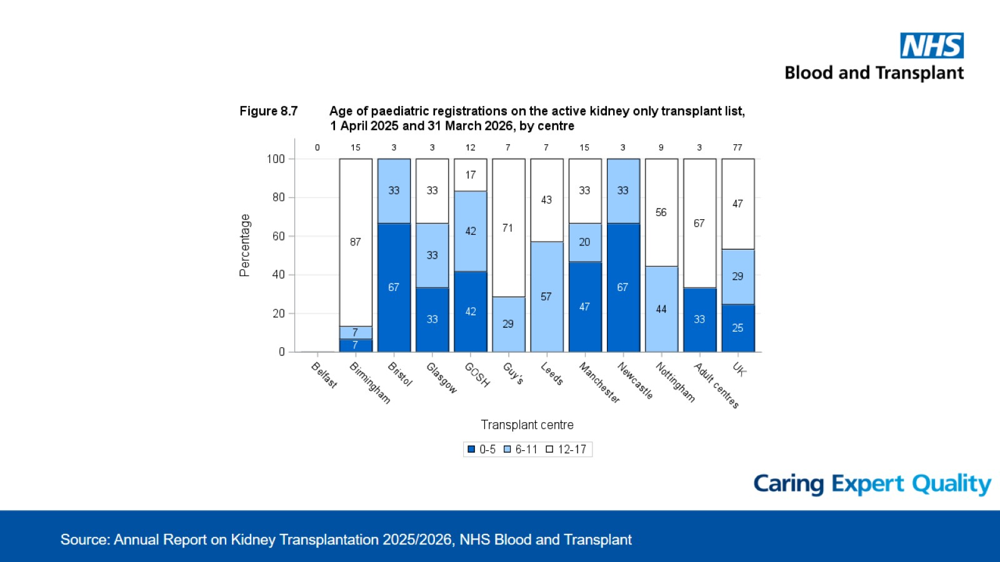 NHS
Blood and Transplant
Figure 8.7 Age of paediatric registrations on the active kidney only transplant list,
1 April 2025 and 31 March 2026, by centre
0 15 3 3 12 7 7 15 3 9 3 77
100
80
60
40
20
0
Percentage
87
7
7
33
67
33
33
33
17
42
42
71
29
43
57
33
20
47
33
67
56
44
67
33
47
29
25
Belfast
Birmingham
Bristol
Glasgow
GOSH
Guy's
Leeds
Manchester
Newcastle
Nottingham
Adult centres
UK
Transplant centre
0-5 6-11 12-17
Caring Expert Quality
Source: Annual Report on Kidney Transplantation 2025/2026, NHS Blood and Transplant